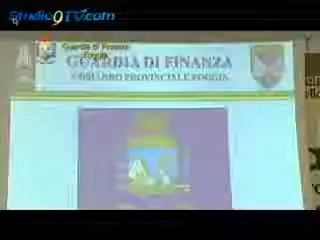 Studio9TV.com
Guardia di Finanza
Foggia
GUARDIA DI FINANZA
COMANDO PROVINCIALE FOGGIA